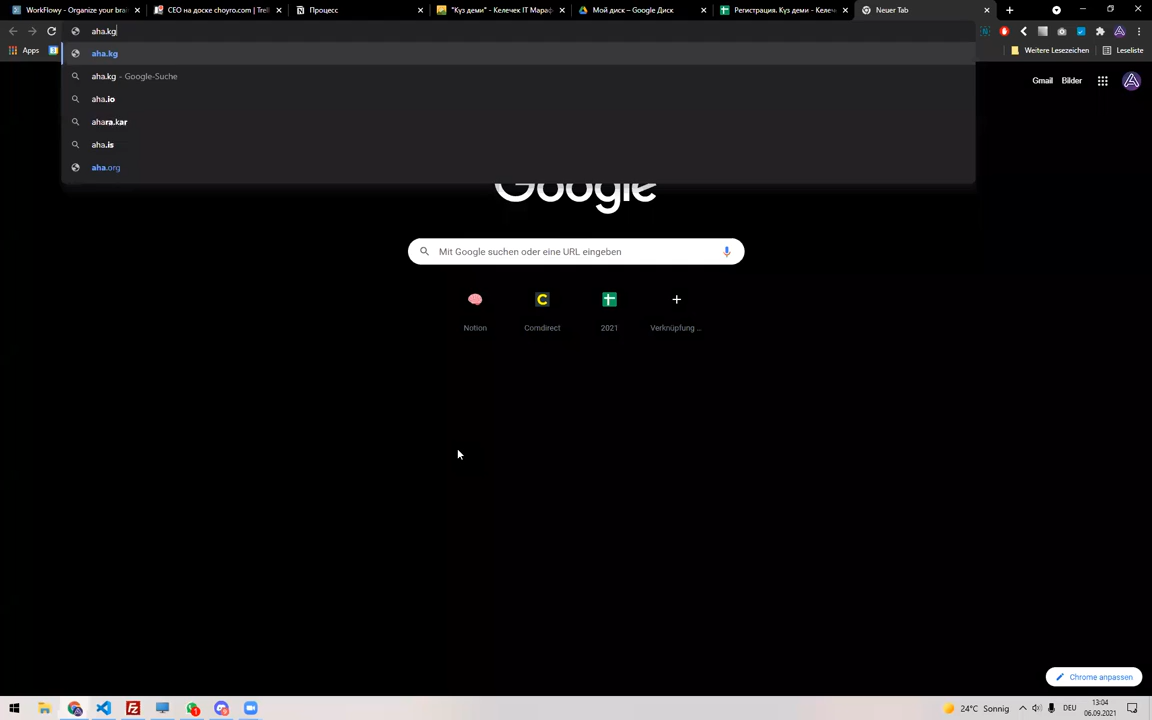 WorkFlowy - Organize your brai
CEO на доске choyro.com | Trell
Процесс
"Куз деми" - Келечек IT Мараф
Мой диск – Google Диск
Регистрация. Куз деми - Келеч
Neuer Tab
aha.kg
Apps
Weitere Lesezeichen
Leseliste
aha.kg
aha.kg - Google-Suche
aha.io
ahara.kar
aha.is
aha.org
Gmail
Bilder
Google
Mit Google suchen oder eine URL eingeben
Notion
Comdirect
2021
Verknüpfung ...
Chrome anpassen
24°C Sonnig
DEU
13:04
06.09.2021